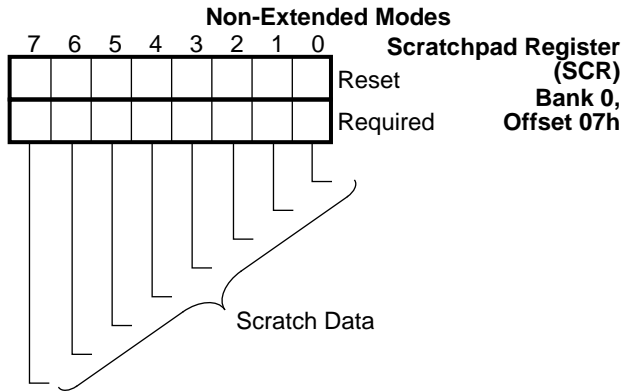 Non-Extended Modes
7 6 5 4 3 2 1 0
Scratchpad Register
(SCR)
Bank 0,
Offset 07h
Reset
Required
Scratch Data